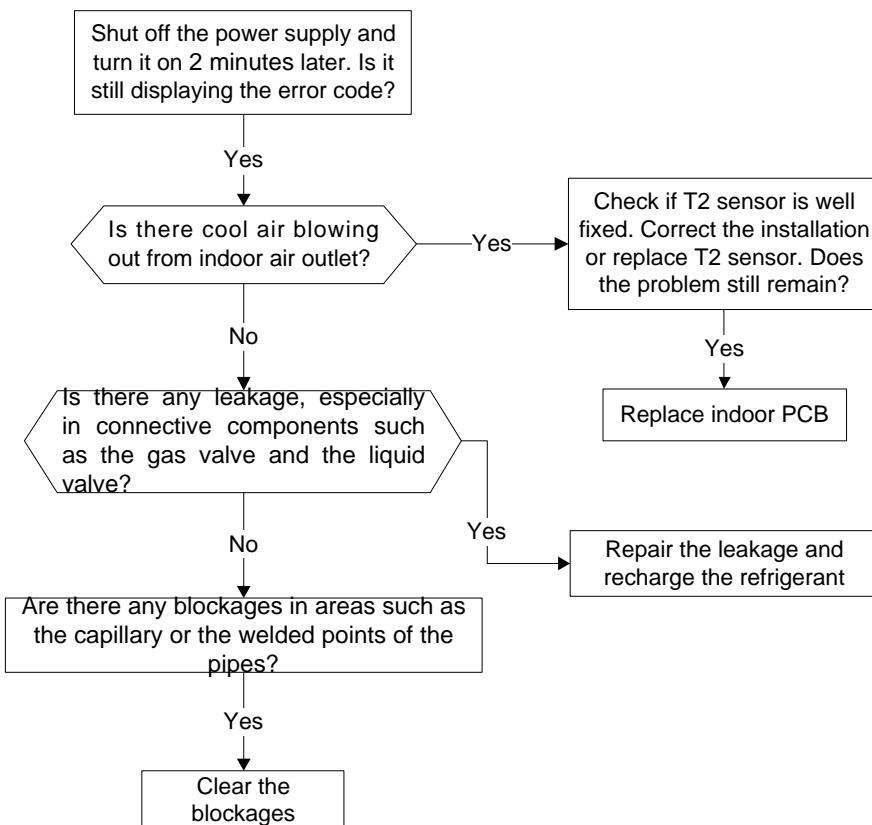 Shut off the power supply and
turn it on 2 minutes later. Is it
still displaying the error code?
Yes
Is there cool air blowing
out from indoor air outlet?
Yes
Check if T2 sensor is well
fixed. Correct the installation
or replace T2 sensor. Does
the problem still remain?
Yes
Replace indoor PCB
No
Is there any leakage, especially
in connective components such
as the gas valve and the liquid
valve?
Yes
Repair the leakage and
recharge the refrigerant
No
Are there any blockages in areas such as
the capillary or the welded points of the
pipes?
Yes
Clear the
blockages